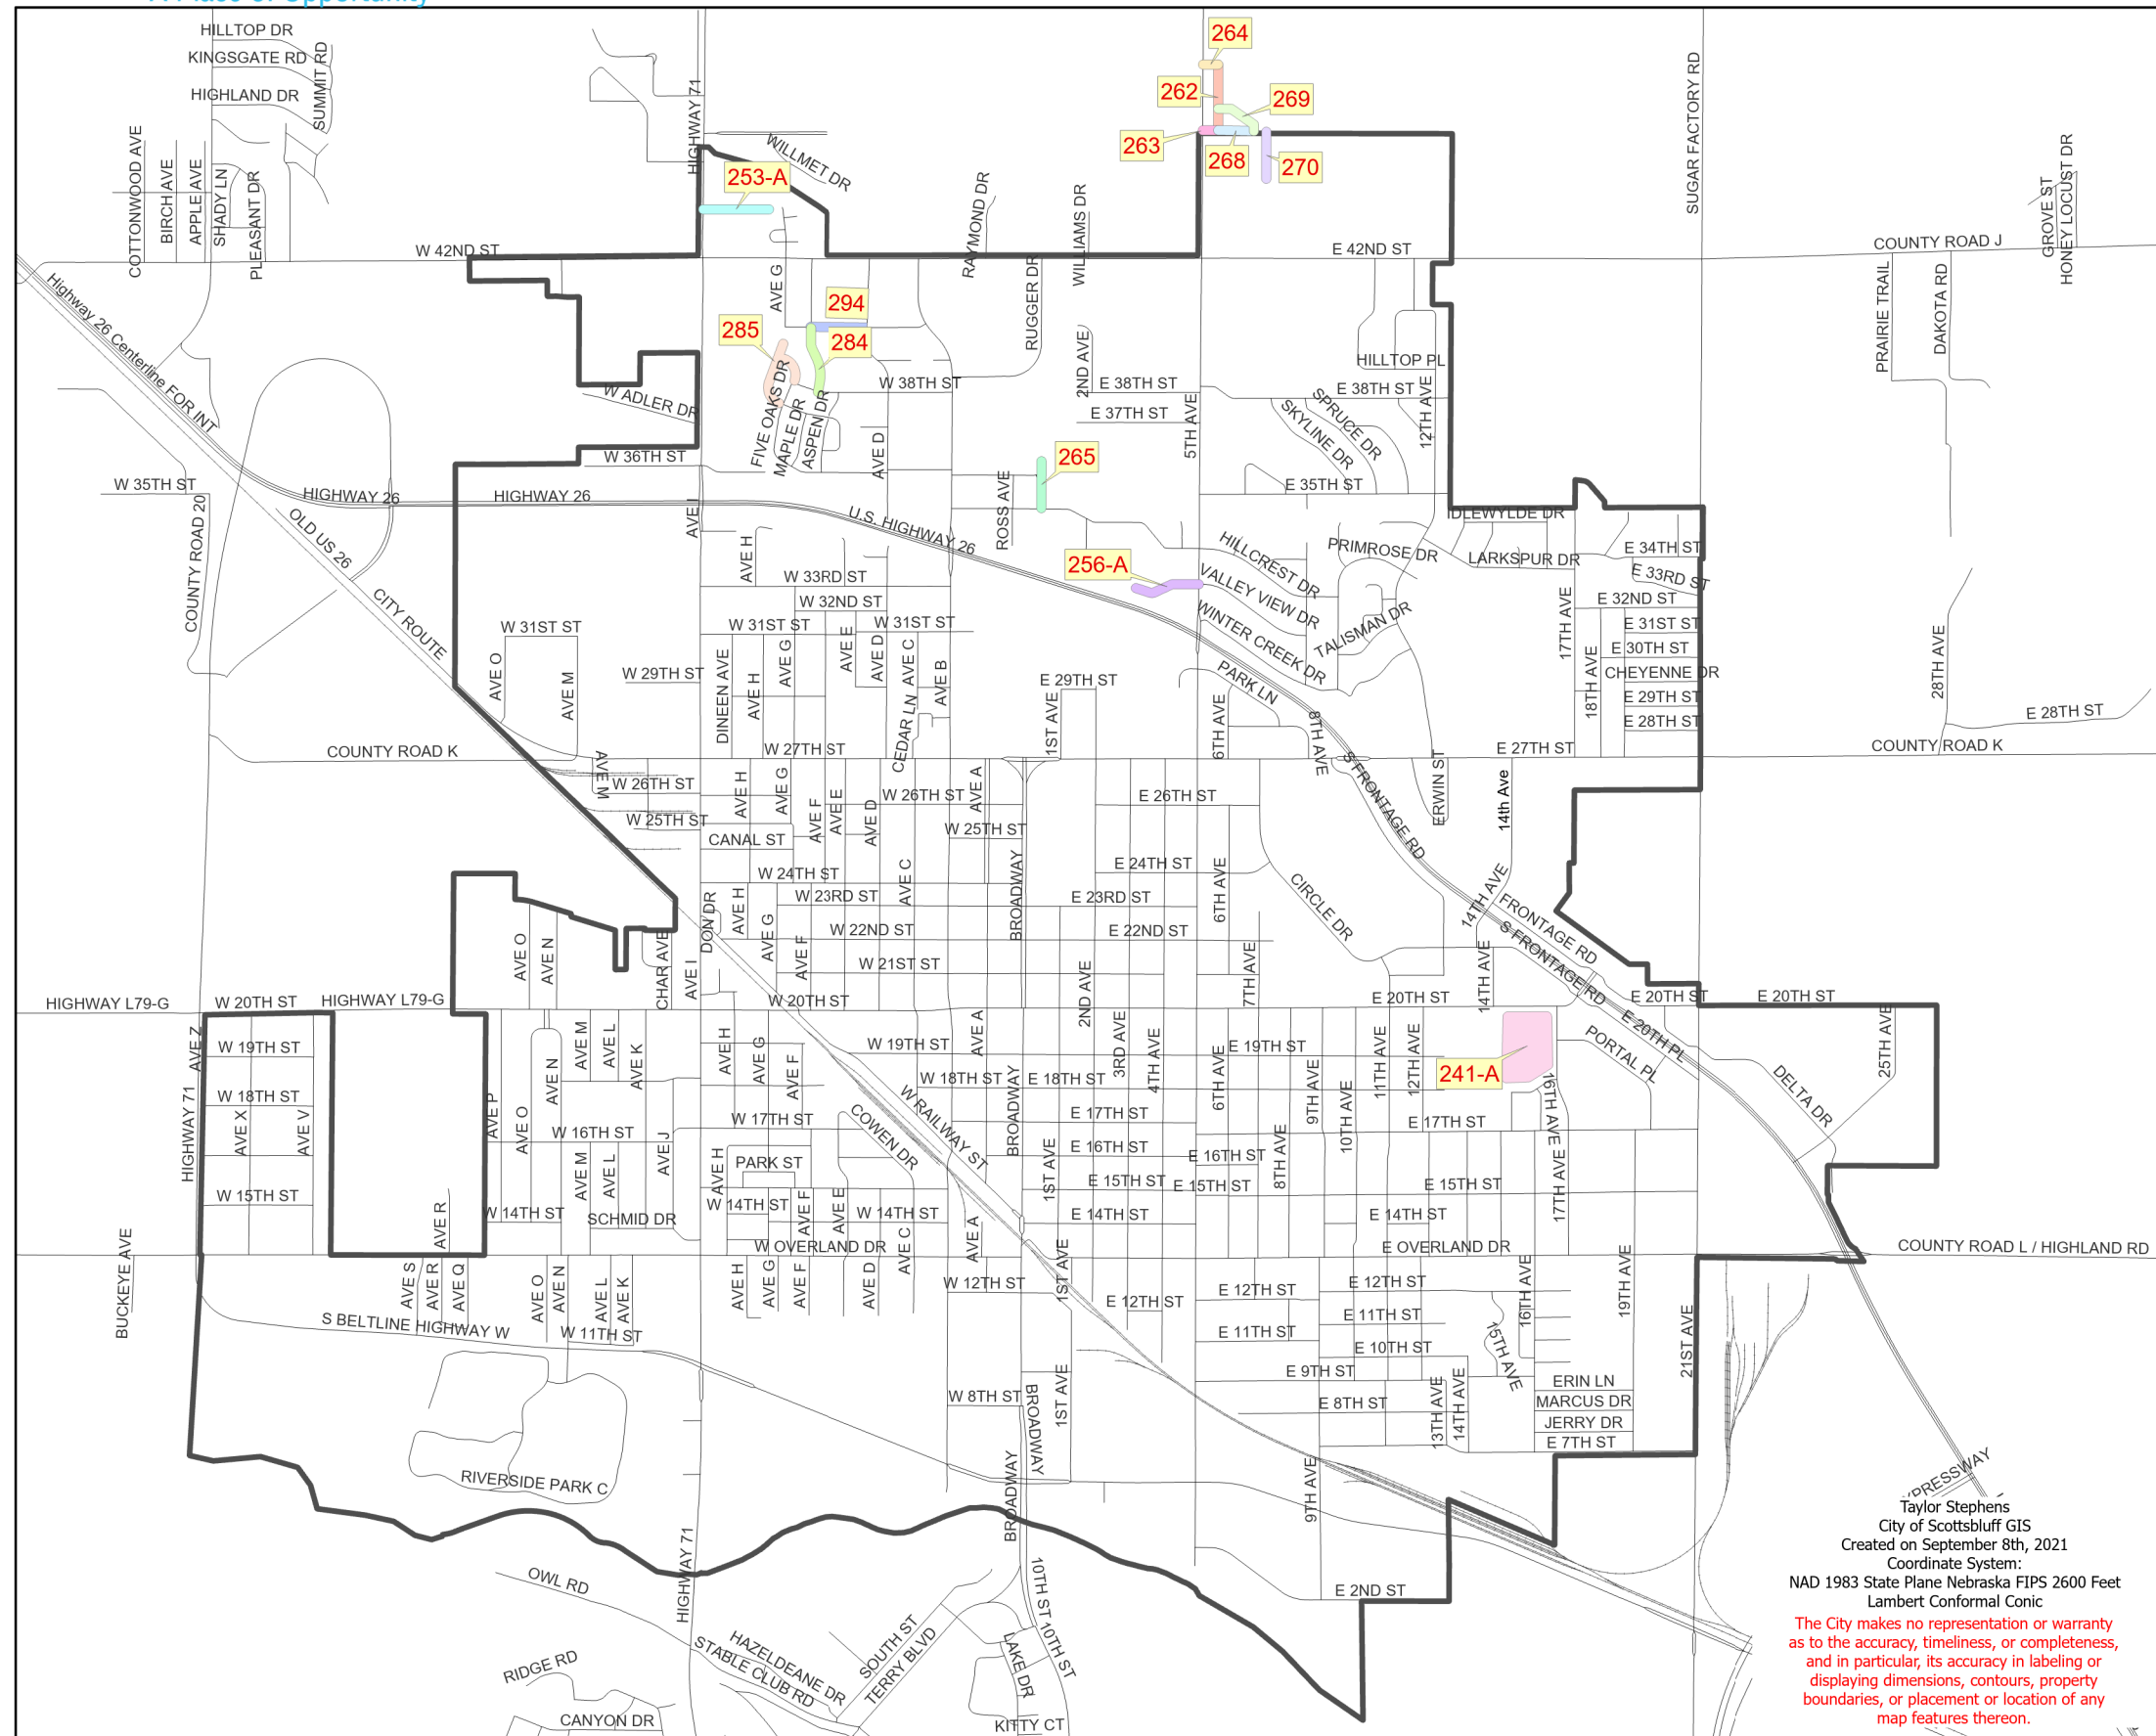 HILLTOP DR
KINGSGATE RD
HIGHLAND DR
SUMMIT RD
HIGHWAY 71
264
262
269
263
268
270
SUGAR FACTORY RD
COTTONWOOD AVE
BIRCH AVE
APPLE AVE
SHADY LN
PLEASANT DR
WILLMET DR
253-A
RAYMOND DR
WILLIAMS DR
GROVE ST
HONEY LOCUST DR
W 42ND ST
E 42ND ST
COUNTY ROAD J
Highway 26 Centerline FOR INT
AVE G
294
285
284
RUGGER DR
2ND AVE
HILLTOP PL
PRAIRIE TRAIL
DAKOTA RD
W ADLER DR
W 38TH ST
E 38TH ST
E 38TH ST
E 37TH ST
5TH AVE
12TH AVE
SPRUCE DR
SKYLINE DR
FIVE OAKS DR
MAPLE DR
ASPEN DR
AVE D
W 36TH ST
265
W 35TH ST
HIGHWAY 26
HIGHWAY 26
E 35TH ST
COUNTY ROAD 20
OLD US 26
CITY ROUTE
AVE I
U.S. HIGHWAY 26
ROSS AVE
IDLEWYLDE DR
E 34TH ST
AVE H
256-A
HILLCREST DR
PRIMROSE DR
LARKSPUR DR
E 33RD ST
W 33RD ST
VALLEY VIEW DR
W 32ND ST
E 32ND ST
WINTER CREEK DR
TALISMAN DR
17TH AVE
W 31ST ST
W 31ST ST
W 31ST ST
E 31ST ST
AVE O
AVE M
W 29TH ST
DINEEN AVE
AVE H
AVE G
AVE E
AVE D
AVE C
AVE B
CEDAR LN
E 29TH ST
1ST AVE
PARK LN
6TH AVE
8TH AVE
18TH AVE
E 30TH ST
CHEYENNE DR
E 29TH ST
E 28TH ST
28TH AVE
E 28TH ST
COUNTY ROAD K
W 27TH ST
E 27TH ST
COUNTY ROAD K
AVE M
W 26TH ST
W 25TH ST
AVE H
AVE G
AVE F
AVE E
AVE D
W 26TH ST
AVE A
E 26TH ST
S FRONTAGE RD
ERWIN ST
14th Ave
CANAL ST
W 25TH ST
W 24TH ST
AVE C
BROADWAY
E 24TH ST
6TH AVE
CIRCLE DR
14TH AVE
FRONTAGE RD
S FRONTAGE RD
DON DR
AVE H
W 23RD ST
E 23RD ST
AVE G
AVE F
W 22ND ST
E 22ND ST
AVE O
AVE N
CHAR AVE
AVE I
W 21ST ST
2ND AVE
7TH AVE
14TH AVE
HIGHWAY L79-G
W 20TH ST
HIGHWAY L79-G
W 20TH ST
E 20TH ST
E 20TH ST
E 20TH ST
E 20TH PL
AVE Z
W 19TH ST
AVE M
AVE L
AVE K
AVE N
AVE H
AVE G
AVE F
W 19TH ST
AVE A
3RD AVE
4TH AVE
6TH AVE
E 19TH ST
9TH AVE
10TH AVE
11TH AVE
12TH AVE
241-A
PORTAL PL
25TH AVE
DELTA DR
W 18TH ST
W 18TH ST
E 18TH ST
HIGHWAY 71
AVE X
AVE V
AVE P
AVE O
W 16TH ST
AVE J
W 17TH ST
COWEN DR
W RAILWAY ST
BROADWAY
E 17TH ST
E 17TH ST
16TH AVE
17TH AVE
AVE M
AVE L
AVE H
PARK ST
1ST AVE
E 16TH ST
E 16TH ST
8TH AVE
W 15TH ST
E 15TH ST
E 15TH ST
E 15TH ST
BUCKEYE AVE
AVE R
W 14TH ST
SCHMID DR
W 14TH ST
AVE F
AVE E
W 14TH ST
AVE C
AVE A
E 14TH ST
E 14TH ST
W OVERLAND DR
E OVERLAND DR
COUNTY ROAD L / HIGHLAND RD
AVE S
AVE R
AVE Q
AVE O
AVE N
AVE L
AVE K
AVE H
AVE G
AVE F
AVE D
W 12TH ST
1ST AVE
E 12TH ST
E 12TH ST
E 12TH ST
16TH AVE
19TH AVE
21ST AVE
S BELTLINE HIGHWAY W
W 11TH ST
E 11TH ST
E 11TH ST
15TH AVE
E 10TH ST
E 9TH ST
W 8TH ST
BROADWAY
1ST AVE
E 8TH ST
13TH AVE
14TH AVE
ERIN LN
MARCUS DR
JERRY DR
E 7TH ST
RIVERSIDE PARK C
BROADWAY
9TH AVE
HIGHWAY 71
OWL RD
10TH ST
10TH ST
E 2ND ST
SOUTH ST
TERRY BLVD
LAKE DR
HAZELDEANE DR
STABLE CLUB RD
RIDGE RD
CANYON DR
KITTY CT
Taylor Stephens
City of Scottsbluff GIS
Created on September 8th, 2021
Coordinate System:
NAD 1983 State Plane Nebraska FIPS 2600 Feet
Lambert Conformal Conic
The City makes no representation or warranty
as to the accuracy, timeliness, or completeness,
and in particular, its accuracy in labeling or
displaying dimensions, contours, property
boundaries, or placement or location of any
map features thereon.